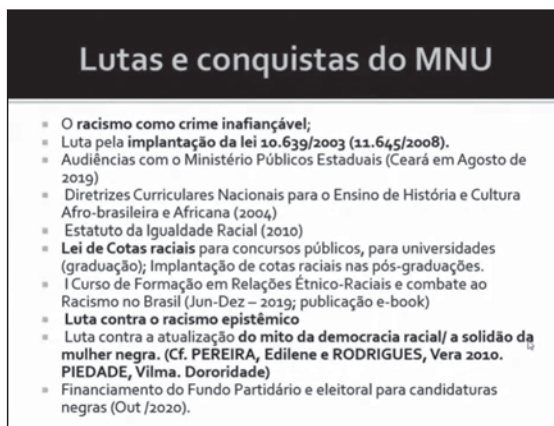 Lutas e conquistas do MNU
O racismo como crime inafiançável;
Luta pela implantação da lei 10.639/2003 (11.645/2008).
Audiências com o Ministério Públicos Estaduais (Ceará em Agosto de
2019)
Diretrizes Curriculares Nacionais para o Ensino de História e Cultura
Afro-brasileira e Africana (2004)
Estatuto da Igualdade Racial (2010)
Lei de Cotas raciais para concursos públicos, para universidades
(graduação); Implantação de cotas raciais nas pós-graduações.
I Curso de Formação em Relações Étnico-Raciais e combate ao
Racismo no Brasil (Jun-Dez – 2019; publicação e-book)
Luta contra o racismo epistêmico
Luta contra a atualização do mito da democracia racial/ a solidão da
mulher negra. (Cf. PEREIRA, Edilene e RODRIGUES, Vera 2010.
PIEDADE, Vilma. Dororidade)
Financiamento do Fundo Partidário e eleitoral para candidaturas
negras (Out /2020).